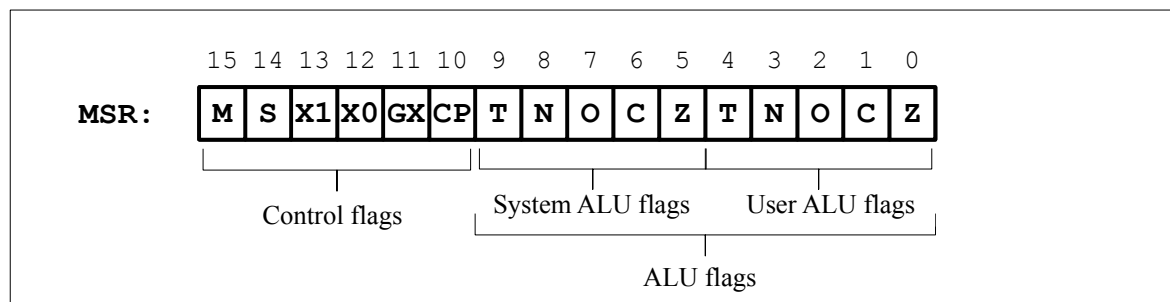 15 14 13 12 11 10 9 8 7 6 5 4 3 2 1 0
MSR: M S X1 X0 GX CP T N O C Z T N O C Z
Control flags System ALU flags User ALU flags
ALU flags